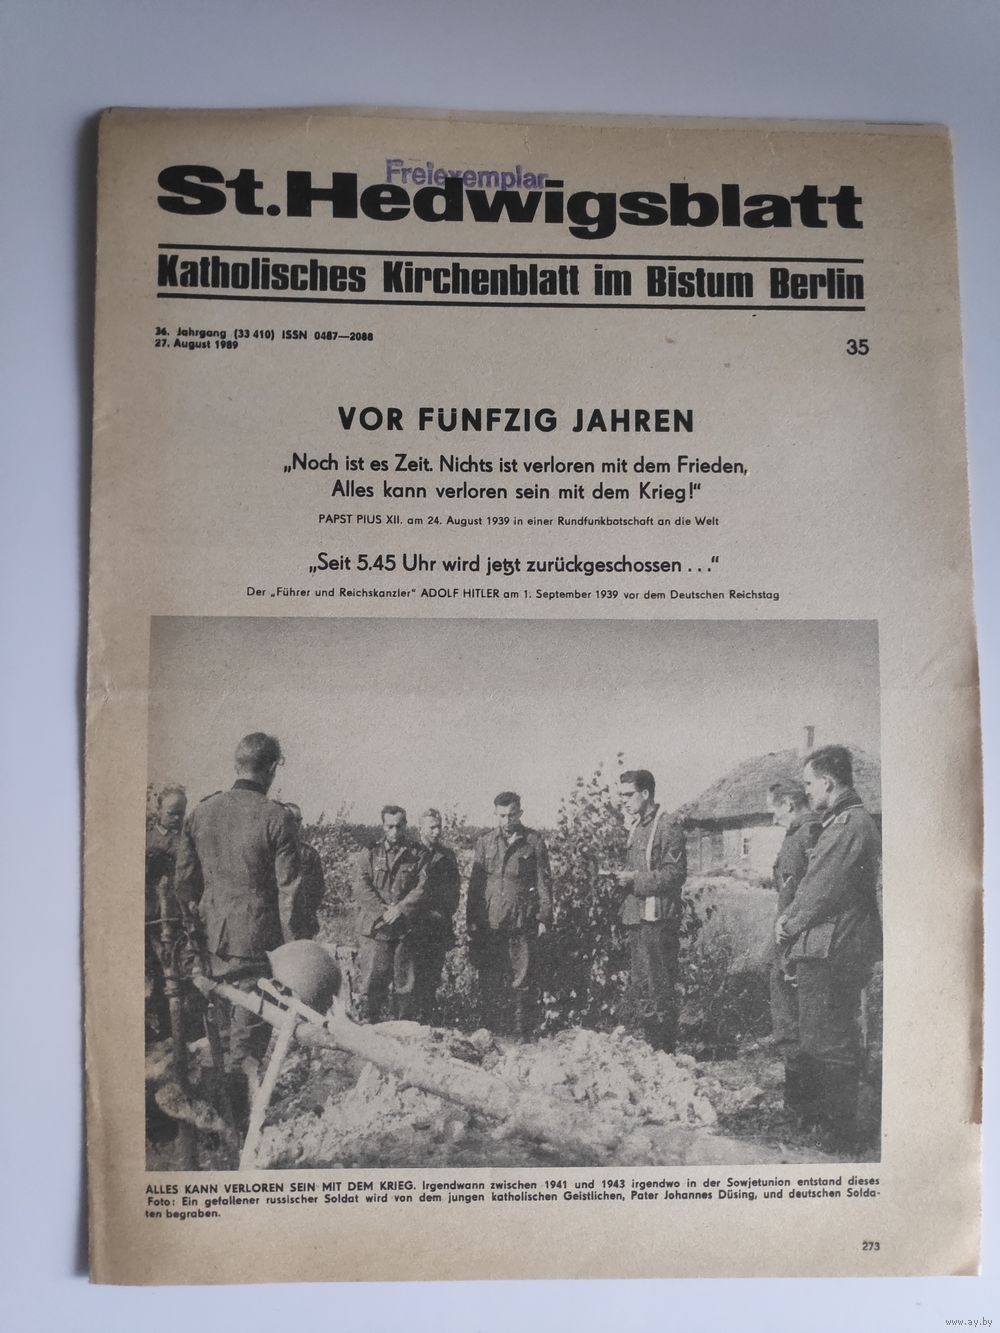 Freiexemplar
St.Hedwigsblatt
Katholisches Kirchenblatt im Bistum Berlin
36. Jahrgang (33 410) ISSN 0487—2088
27. August 1989
35
VOR FÜNFZIG JAHREN
„Noch ist es Zeit. Nichts ist verloren mit dem Frieden,
Alles kann verloren sein mit dem Krieg!“
PAPST PIUS XII. am 24. August 1939 in einer Rundfunkbotschaft an die Welt
„Seit 5.45 Uhr wird jetzt zurückgeschossen . . .“
Der „Führer und Reichskanzler“ ADOLF HITLER am 1. September 1939 vor dem Deutschen Reichstag
ALLES KANN VERLOREN SEIN MIT DEM KRIEG. Irgendwann zwischen 1941 und 1943 irgendwo in der Sowjetunion entstand dieses
Foto: Ein gefallener russischer Soldat wird von dem jungen katholischen Geistlichen, Pater Johannes Düsing, und deutschen Solda-
ten begraben.
273
www.ay.by